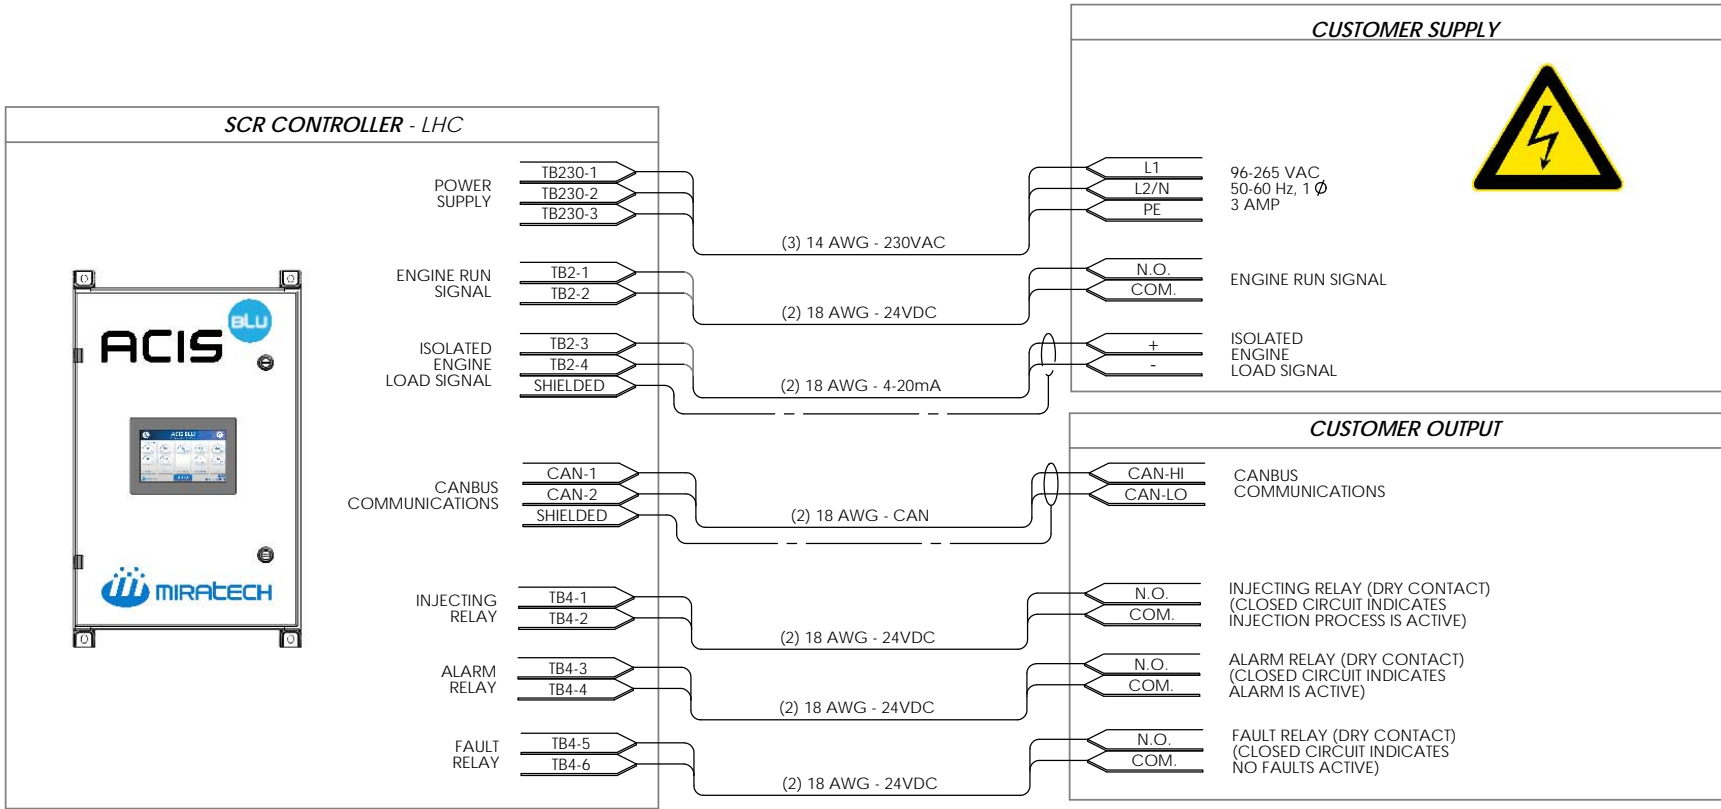 CUSTOMER SUPPLY
SCR CONTROLLER - LHC
POWER
SUPPLY
TB230-1
TB230-2
TB230-3
(3) 14 AWG - 230VAC
L1
L2/N
PE
96-265 VAC
50-60 Hz, 1 Ø
3 AMP
ENGINE RUN
SIGNAL
TB2-1
TB2-2
(2) 18 AWG - 24VDC
N.O.
COM.
ENGINE RUN SIGNAL
ISOLATED
ENGINE
LOAD SIGNAL
TB2-3
TB2-4
SHIELDED
(2) 18 AWG - 4-20mA
+
-
ISOLATED
ENGINE
LOAD SIGNAL
ACIS BLU
ACIS BLU
MIRATECH
CUSTOMER OUTPUT
CANBUS
COMMUNICATIONS
CAN-1
CAN-2
SHIELDED
(2) 18 AWG - CAN
CAN-HI
CAN-LO
CANBUS
COMMUNICATIONS
INJECTING
RELAY
TB4-1
TB4-2
(2) 18 AWG - 24VDC
N.O.
COM.
INJECTING RELAY (DRY CONTACT)
(CLOSED CIRCUIT INDICATES
INJECTION PROCESS IS ACTIVE)
ALARM
RELAY
TB4-3
TB4-4
(2) 18 AWG - 24VDC
N.O.
COM.
ALARM RELAY (DRY CONTACT)
(CLOSED CIRCUIT INDICATES
ALARM IS ACTIVE)
FAULT
RELAY
TB4-5
TB4-6
(2) 18 AWG - 24VDC
N.O.
COM.
FAULT RELAY (DRY CONTACT)
(CLOSED CIRCUIT INDICATES
NO FAULTS ACTIVE)